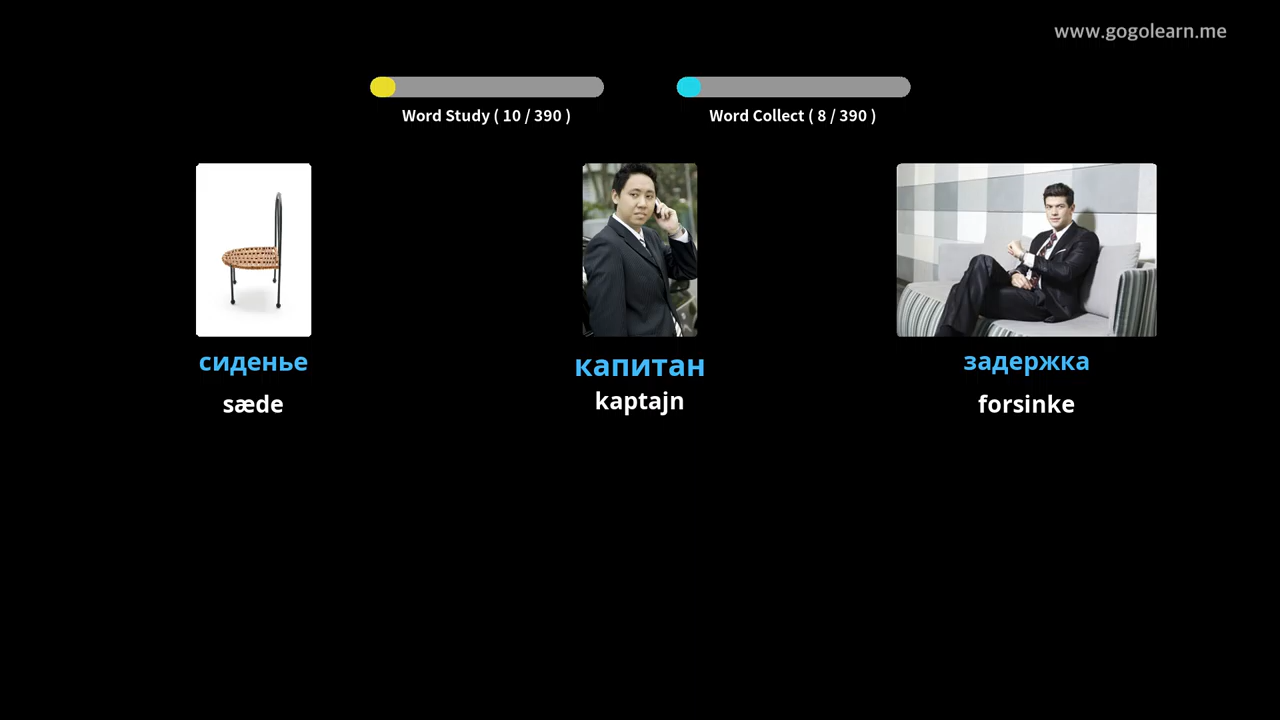 www.gogolearn.me
Word Study ( 10 / 390 )
Word Collect ( 8 / 390 )
сиденье
капитан
задержка
sæde
kaptajn
forsinke